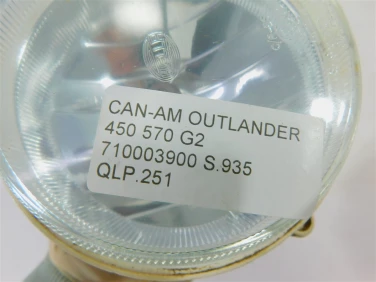 CAN-AM OUTLANDER
450 570 G2
710003900 S.935
QLP.251